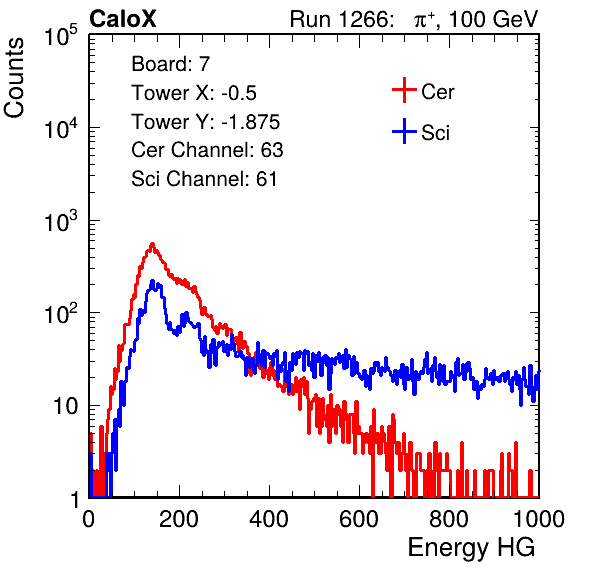 CaloX Run 1266: π⁺, 100 GeV
Counts
10⁵
10⁴
10³
10²
10
1
Board: 7
Tower X: -0.5
Tower Y: -1.875
Cer Channel: 63
Sci Channel: 61
Cer
Sci
0 200 400 600 800 1000
Energy HG